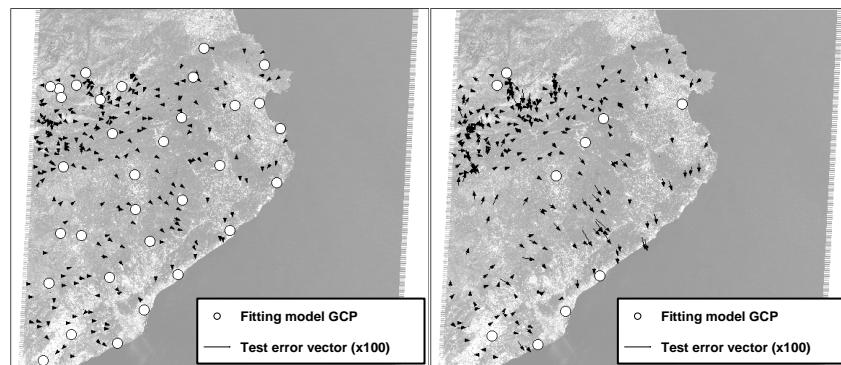 Fitting model GCP
Test error vector (x100)
Fitting model GCP
Test error vector (x100)